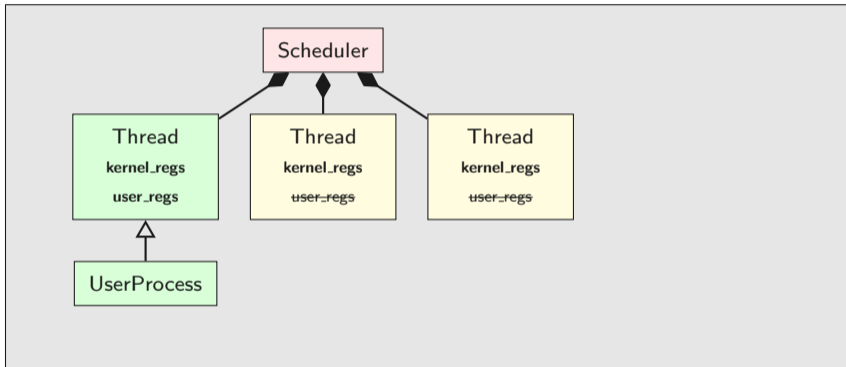 Scheduler
Thread
kernel_regs
user_regs
Thread
kernel_regs
user_regs
Thread
kernel_regs
user_regs
UserProcess